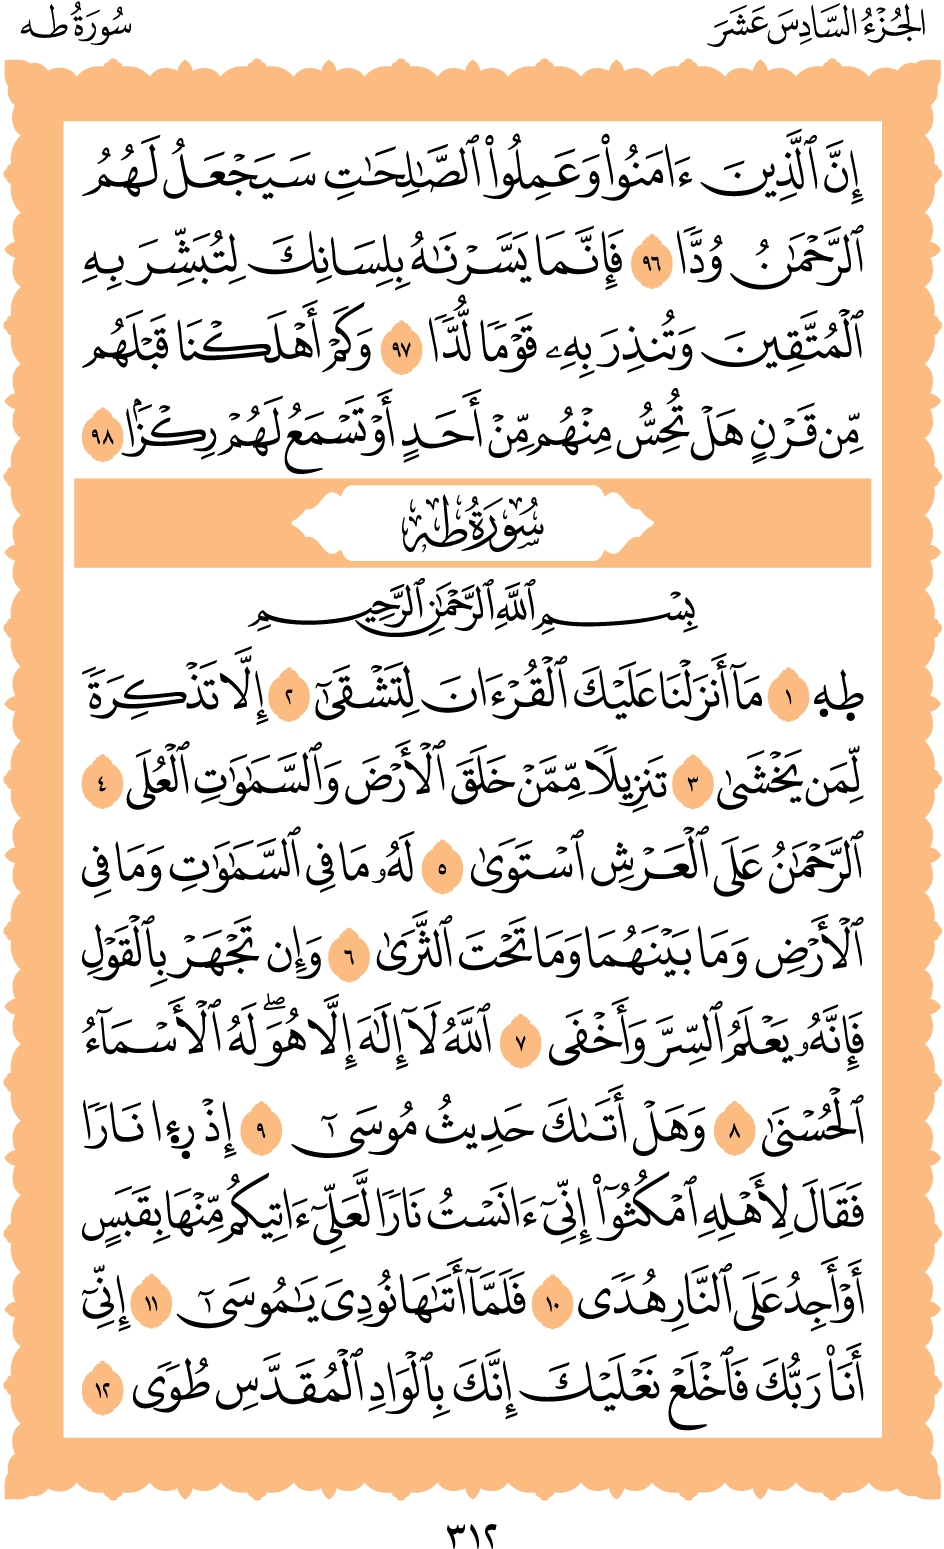 الجُزْءُ السَّادِسَ عَشَرَ
سُورَةُ طه
إِنَّ ٱلَّذِينَ ءَامَنُوا۟ وَعَمِلُوا۟ ٱلصَّـٰلِحَـٰتِ سَيَجْعَلُ لَهُمُ
ٱلرَّحْمَـٰنُ وُدًّا ٩٦ فَإِنَّمَا يَسَّرْنَـٰهُ بِلِسَانِكَ لِتُبَشِّرَ بِهِ
ٱلْمُتَّقِينَ وَتُنذِرَ بِهِۦ قَوْمًا لُّدًّا ٩٧ وَكَمْ أَهْلَكْنَا قَبْلَهُم
مِّن قَرْنٍ هَلْ تُحِسُّ مِنْهُم مِّنْ أَحَدٍ أَوْ تَسْمَعُ لَهُمْ رِكْزًۢا ٩٨
سُورَةُ طه
بِسْمِ ٱللَّهِ ٱلرَّحْمَـٰنِ ٱلرَّحِيمِ
طه ١ مَآ أَنزَلْنَا عَلَيْكَ ٱلْقُرْءَانَ لِتَشْقَىٰٓ ٢ إِلَّا تَذْكِرَةً
لِّمَن يَخْشَىٰ ٣ تَنزِيلًا مِّمَّنْ خَلَقَ ٱلْأَرْضَ وَٱلسَّمَـٰوَٰتِ ٱلْعُلَى ٤
ٱلرَّحْمَـٰنُ عَلَى ٱلْعَرْشِ ٱسْتَوَىٰ ٥ لَهُۥ مَا فِى ٱلسَّمَـٰوَٰتِ وَمَا فِى
ٱلْأَرْضِ وَمَا بَيْنَهُمَا وَمَا تَحْتَ ٱلثَّرَىٰ ٦ وَإِن تَجْهَرْ بِٱلْقَوْلِ
فَإِنَّهُۥ يَعْلَمُ ٱلسِّرَّ وَأَخْفَى ٧ ٱللَّهُ لَآ إِلَـٰهَ إِلَّا هُوَۖ لَهُ ٱلْأَسْمَآءُ
ٱلْحُسْنَىٰ ٨ وَهَلْ أَتَىٰكَ حَدِيثُ مُوسَىٰٓ ٩ إِذْ رِءَا نَارًا
فَقَالَ لِأَهْلِهِ ٱمْكُثُوٓا۟ إِنِّىٓ ءَانَسْتُ نَارًا لَّعَلِّىٓ ءَاتِيكُم مِّنْهَا بِقَبَسٍ
أَوْ أَجِدُ عَلَى ٱلنَّارِ هُدًى ١٠ فَلَمَّآ أَتَىٰهَا نُودِىَ يَـٰمُوسَىٰٓ ١١ إِنِّىٓ
أَنَا۠ رَبُّكَ فَٱخْلَعْ نَعْلَيْكَ إِنَّكَ بِٱلْوَادِ ٱلْمُقَدَّسِ طُوًى ١٢
٣١٢